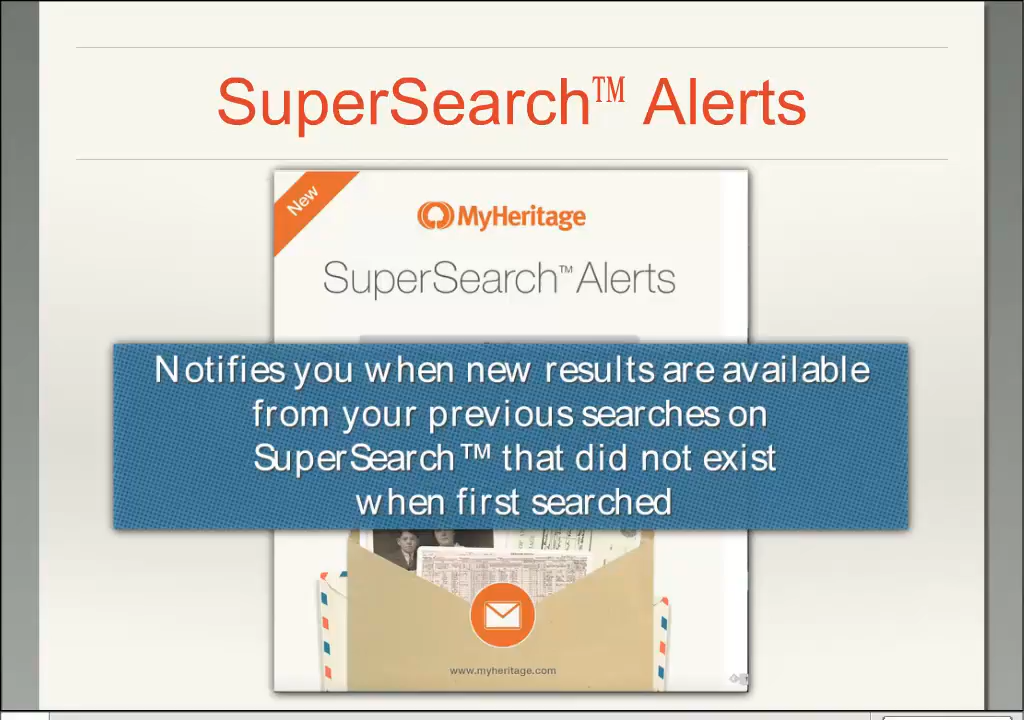 SuperSearch™ Alerts
New
MyHeritage
SuperSearch™ Alerts
Notifies you when new results are available
from your previous searches on
SuperSearch™ that did not exist
when first searched
www.myheritage.com